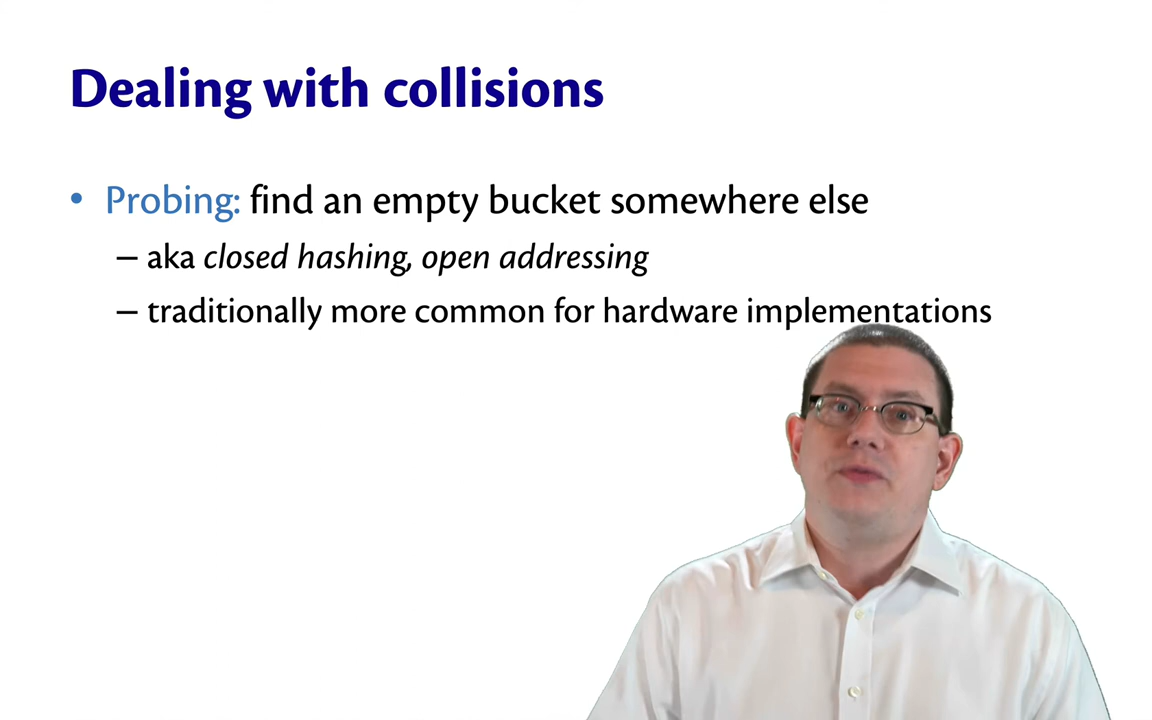 Dealing with collisions
• Probing: find an empty bucket somewhere else
– aka closed hashing, open addressing
– traditionally more common for hardware implementations